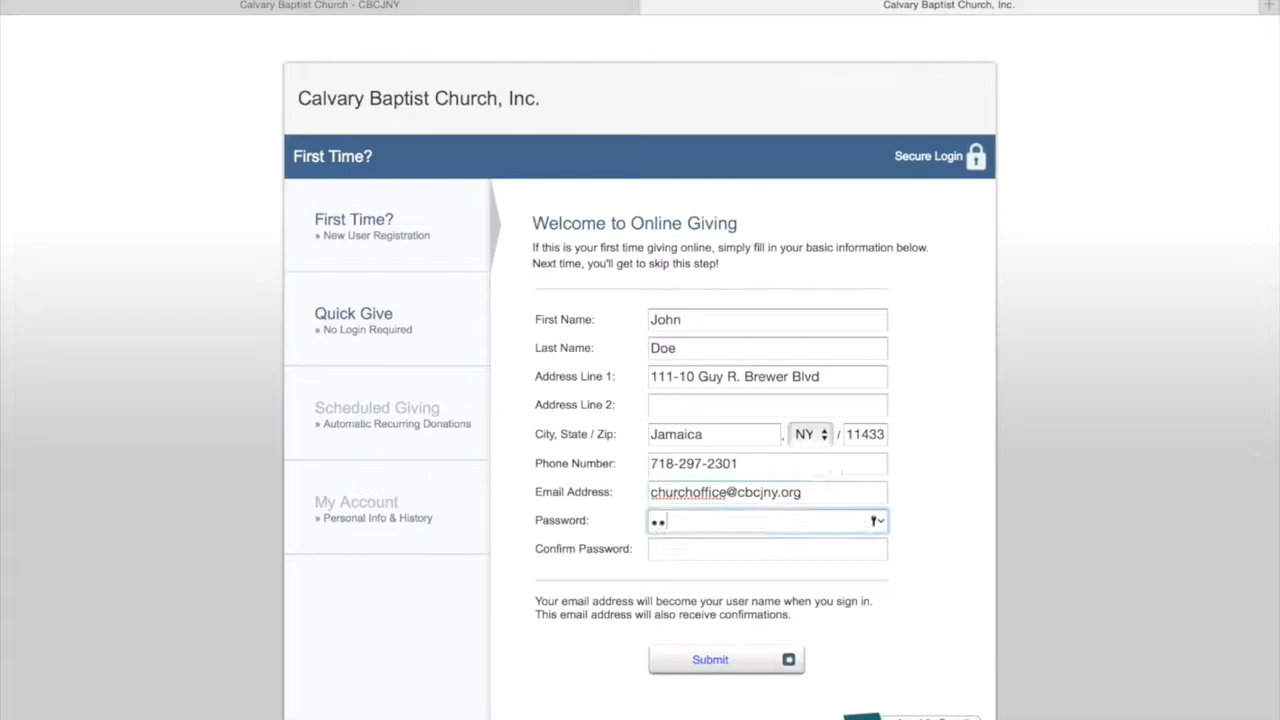 Calvary Baptist Church - CBCJNY
Calvary Baptist Church, Inc.
Calvary Baptist Church, Inc.
First Time?
Secure Login
First Time?
» New User Registration
Quick Give
» No Login Required
Scheduled Giving
» Automatic Recurring Donations
My Account
» Personal Info & History
Welcome to Online Giving
If this is your first time giving online, simply fill in your basic information below.
Next time, you'll get to skip this step!
First Name: John
Last Name: Doe
Address Line 1: 111-10 Guy R. Brewer Blvd
Address Line 2:
City, State / Zip: Jamaica , NY / 11433
Phone Number: 718-297-2301
Email Address: churchoffice@cbcjny.org
Password: ••
Confirm Password:
Your email address will become your user name when you sign in.
This email address will also receive confirmations.
Submit